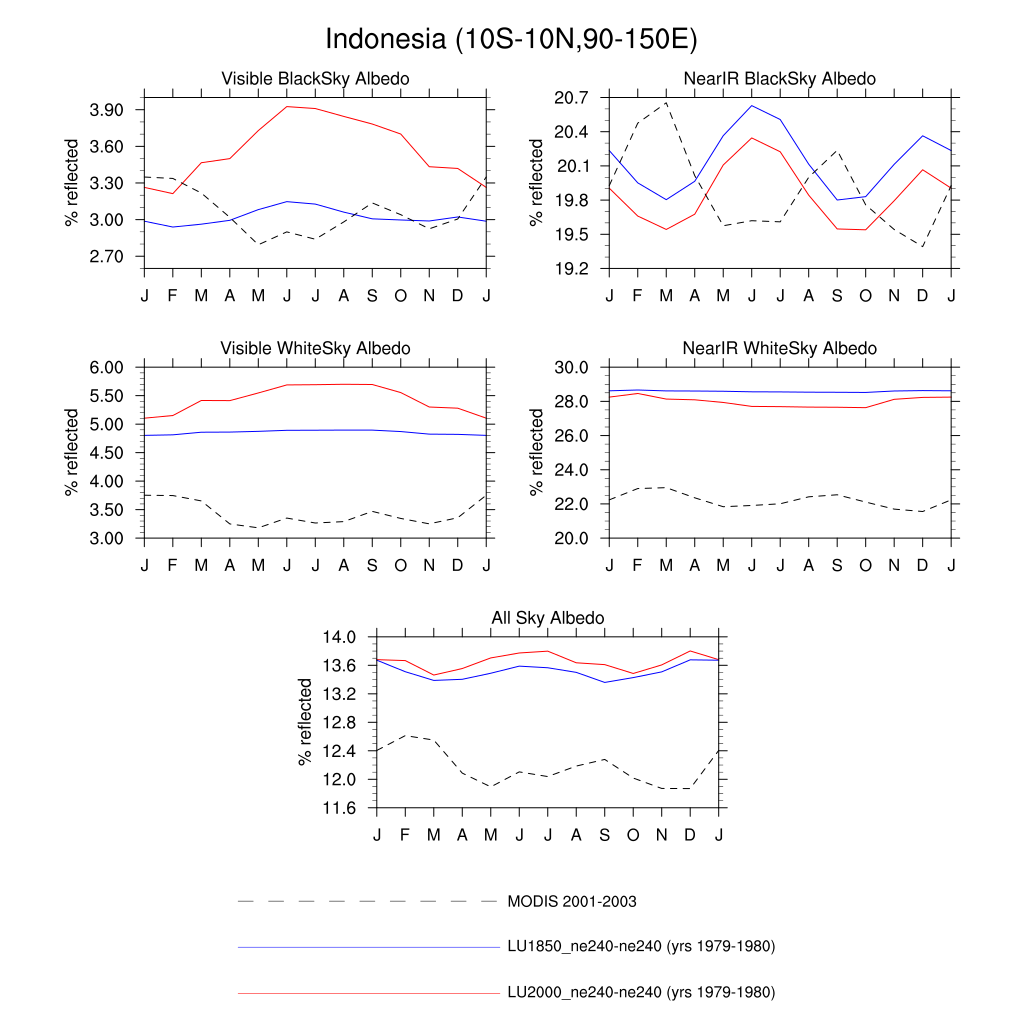 Indonesia (10S-10N,90-150E)
Visible BlackSky Albedo
% reflected
3.90
3.60
3.30
3.00
2.70
J F M A M J J A S O N D J
NearIR BlackSky Albedo
% reflected
20.7
20.4
20.1
19.8
19.5
19.2
J F M A M J J A S O N D J
Visible WhiteSky Albedo
% reflected
6.00
5.50
5.00
4.50
4.00
3.50
3.00
J F M A M J J A S O N D J
NearIR WhiteSky Albedo
% reflected
30.0
28.0
26.0
24.0
22.0
20.0
J F M A M J J A S O N D J
All Sky Albedo
% reflected
14.0
13.6
13.2
12.8
12.4
12.0
11.6
J F M A M J J A S O N D J
MODIS 2001-2003
LU1850_ne240-ne240 (yrs 1979-1980)
LU2000_ne240-ne240 (yrs 1979-1980)